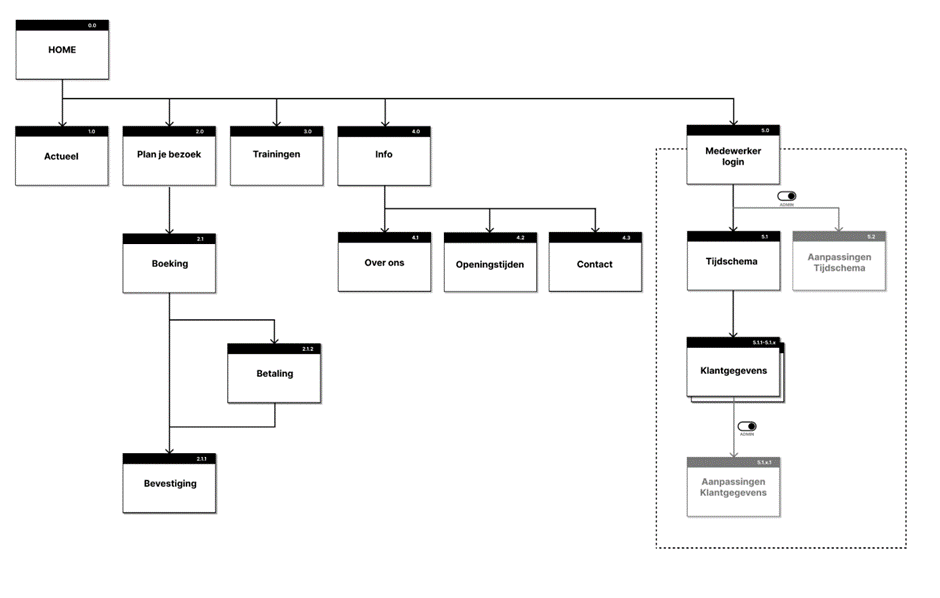 0.0
HOME
1.0
Actueel
2.0
Plan je bezoek
3.0
Trainingen
4.0
Info
5.0
Medewerker
login
ADMIN
2.1
Boeking
4.1
Over ons
4.2
Openingstijden
4.3
Contact
5.1
Tijdschema
5.2
Aanpassingen
Tijdschema
2.1.2
Betaling
5.1.1-5.1.x
Klantgegevens
ADMIN
2.1.1
Bevestiging
5.1.x.1
Aanpassingen
Klantgegevens